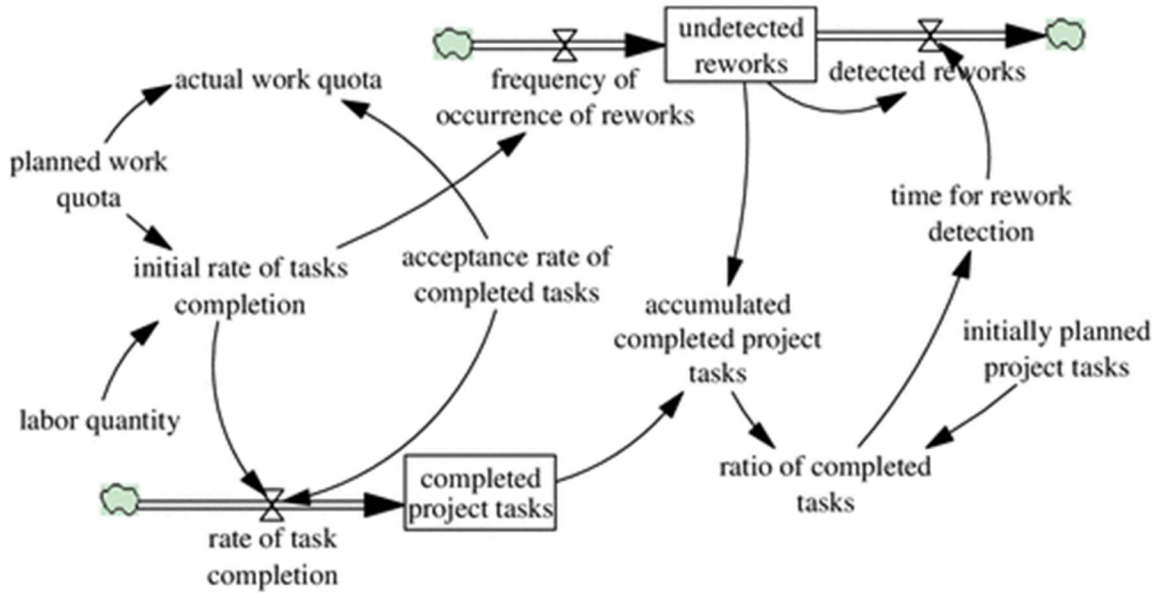 undetected
reworks
frequency of
occurrence of reworks
detected reworks
actual work quota
planned work
quota
time for rework
detection
initial rate of tasks
completion
acceptance rate of
completed tasks
accumulated
completed project
tasks
initially planned
project tasks
labor quantity
ratio of completed
tasks
completed
project tasks
rate of task
completion